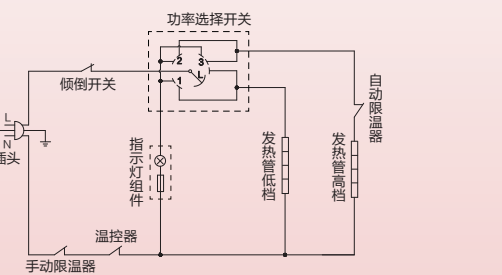 功率选择开关
2 3
1 L
倾倒开关
自动限温器
L
N
插头
指示灯组件
发热管低档
发热管高档
温控器
手动限温器